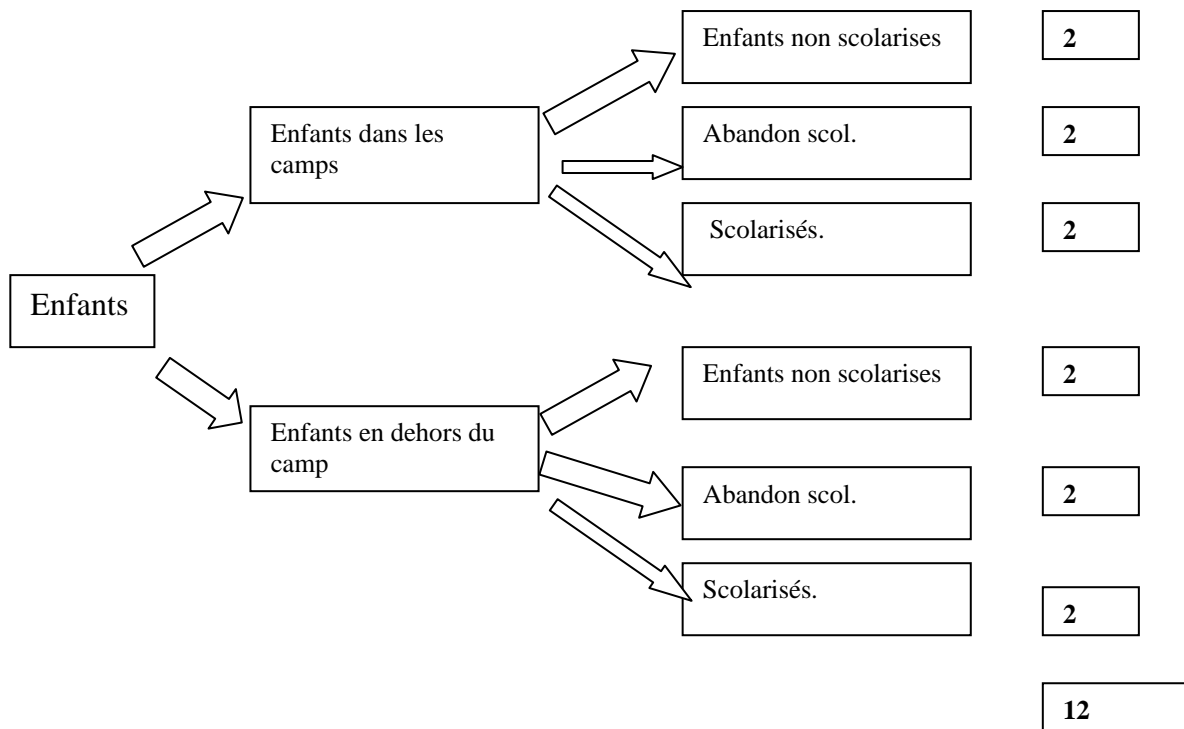 Enfants non scolarises
2
Enfants dans les
camps
Abandon scol.
2
Scolarisés.
2
Enfants
Enfants non scolarises
2
Enfants en dehors du
camp
Abandon scol.
2
Scolarisés.
2
12